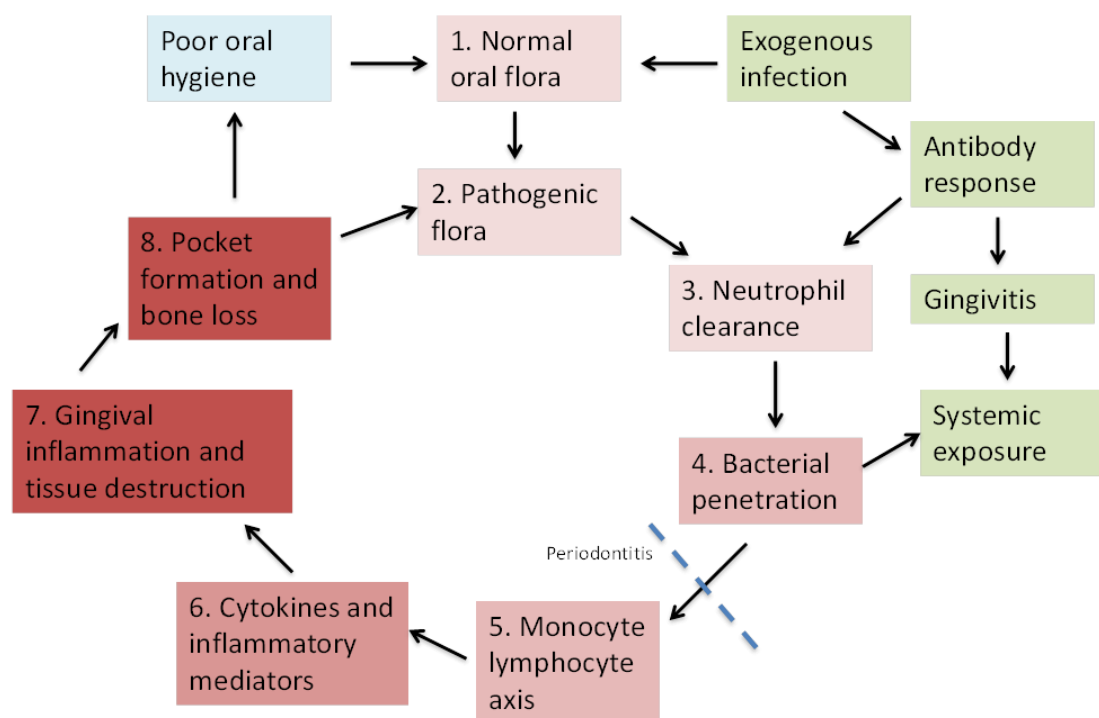 Poor oral
hygiene
1. Normal
oral flora
Exogenous
infection
Antibody
response
2. Pathogenic
flora
8. Pocket
formation and
bone loss
3. Neutrophil
clearance
Gingivitis
7. Gingival
inflammation and
tissue destruction
Systemic
exposure
4. Bacterial
penetration
Periodontitis
6. Cytokines and
inflammatory
mediators
5. Monocyte
lymphocyte
axis